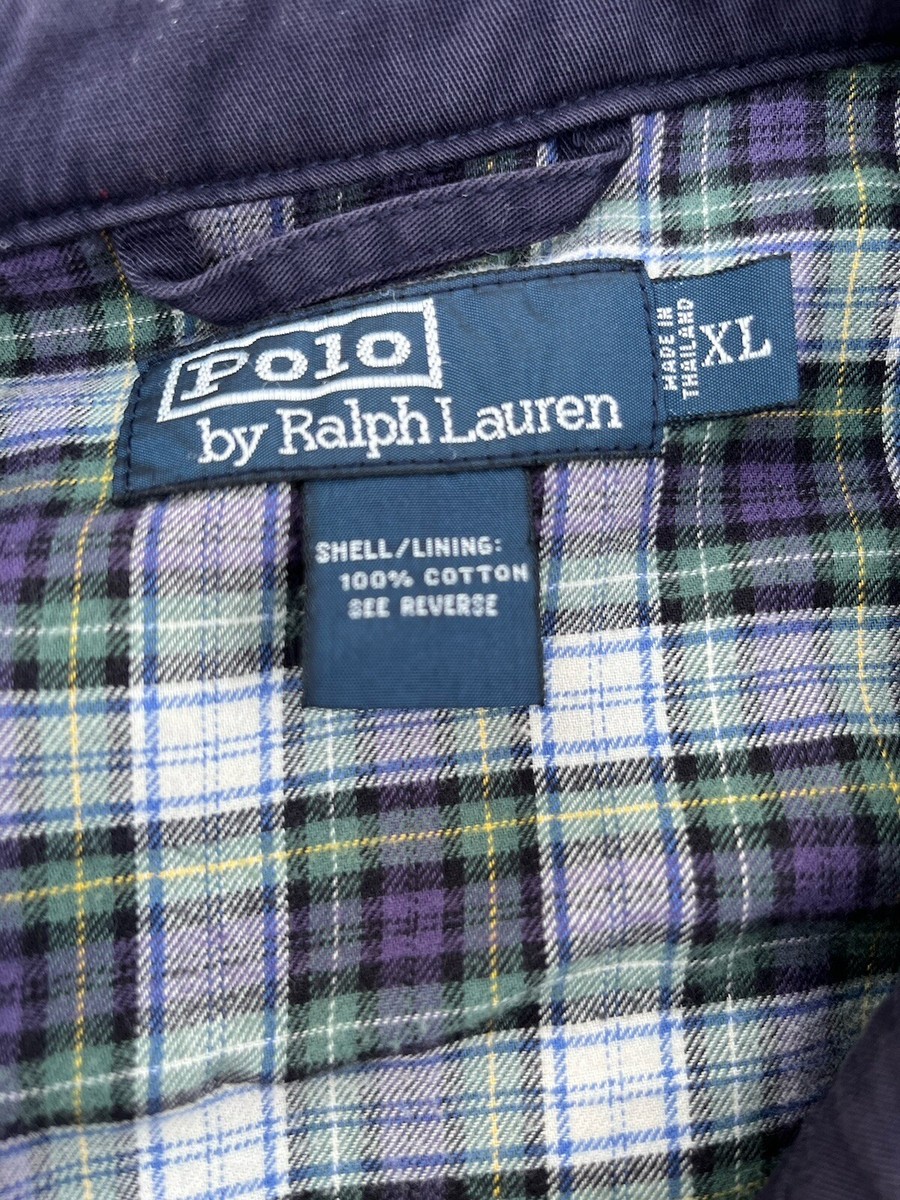 Polo
by Ralph Lauren
MADE IN
THAILAND
XL
SHELL/LINING:
100% COTTON
SEE REVERSE